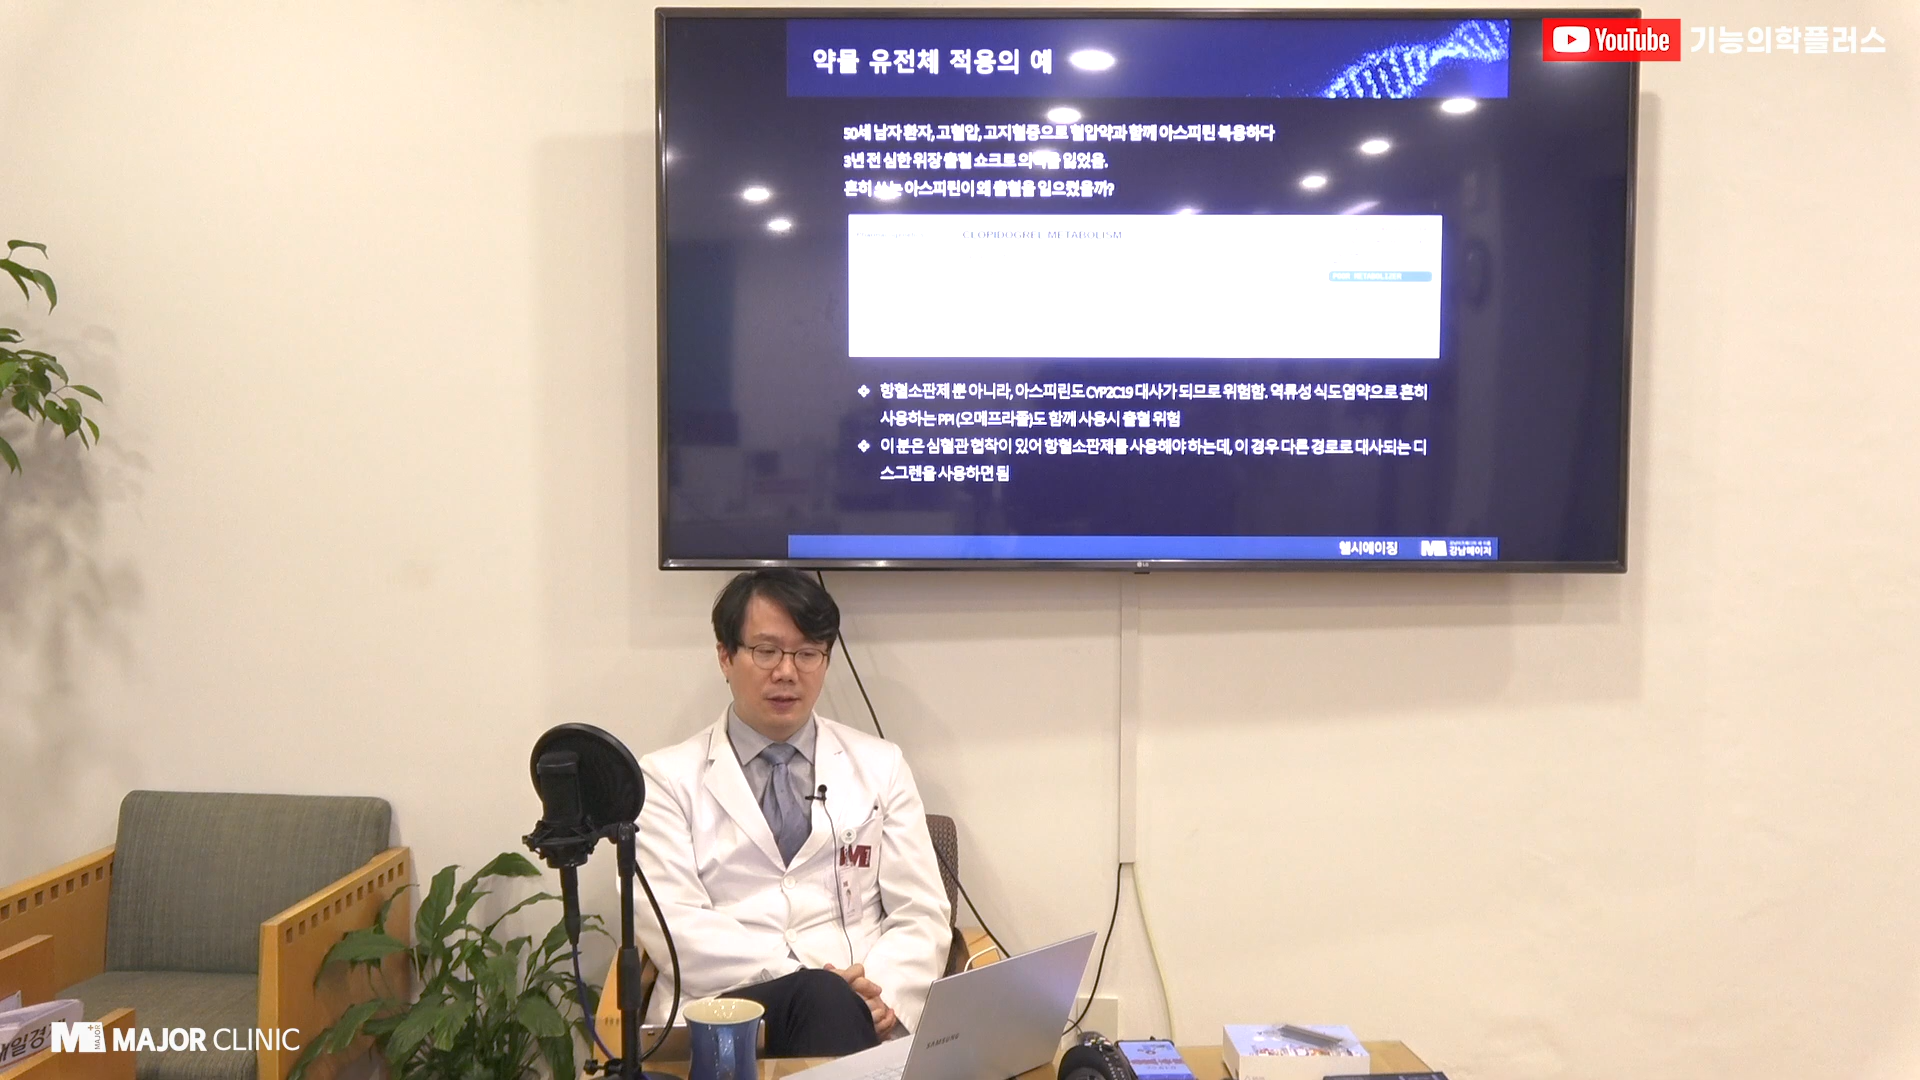 YouTube 기능의학플러스
약물 유전체 적용의 예
50세 남자 환자, 고혈압, 고지혈증으로 혈압약과 함께 아스피린 복용하다
3년 전 심한 위장 출혈 쇼크로 의식을 잃었음.
흔히 쓰는 아스피린이 왜 출혈을 일으켰을까?
CLOPIDOGREL METABOLISM
POOR METABOLIZER
❖ 항혈소판제 뿐 아니라, 아스피린도 CYP2C19 대사가 되므로 위험함. 역류성 식도염약으로 흔히
사용하는 PPI (오메프라졸)도 함께 사용시 출혈 위험
❖ 이 분은 심혈관 협착이 있어 항혈소판제를 사용해야 하는데, 이 경우 다른 경로로 대사되는 디
스그렌을 사용하면 됨
헬시에이징
강남메이저
LG
SAMSUNG
MAJOR
MAJOR CLINIC